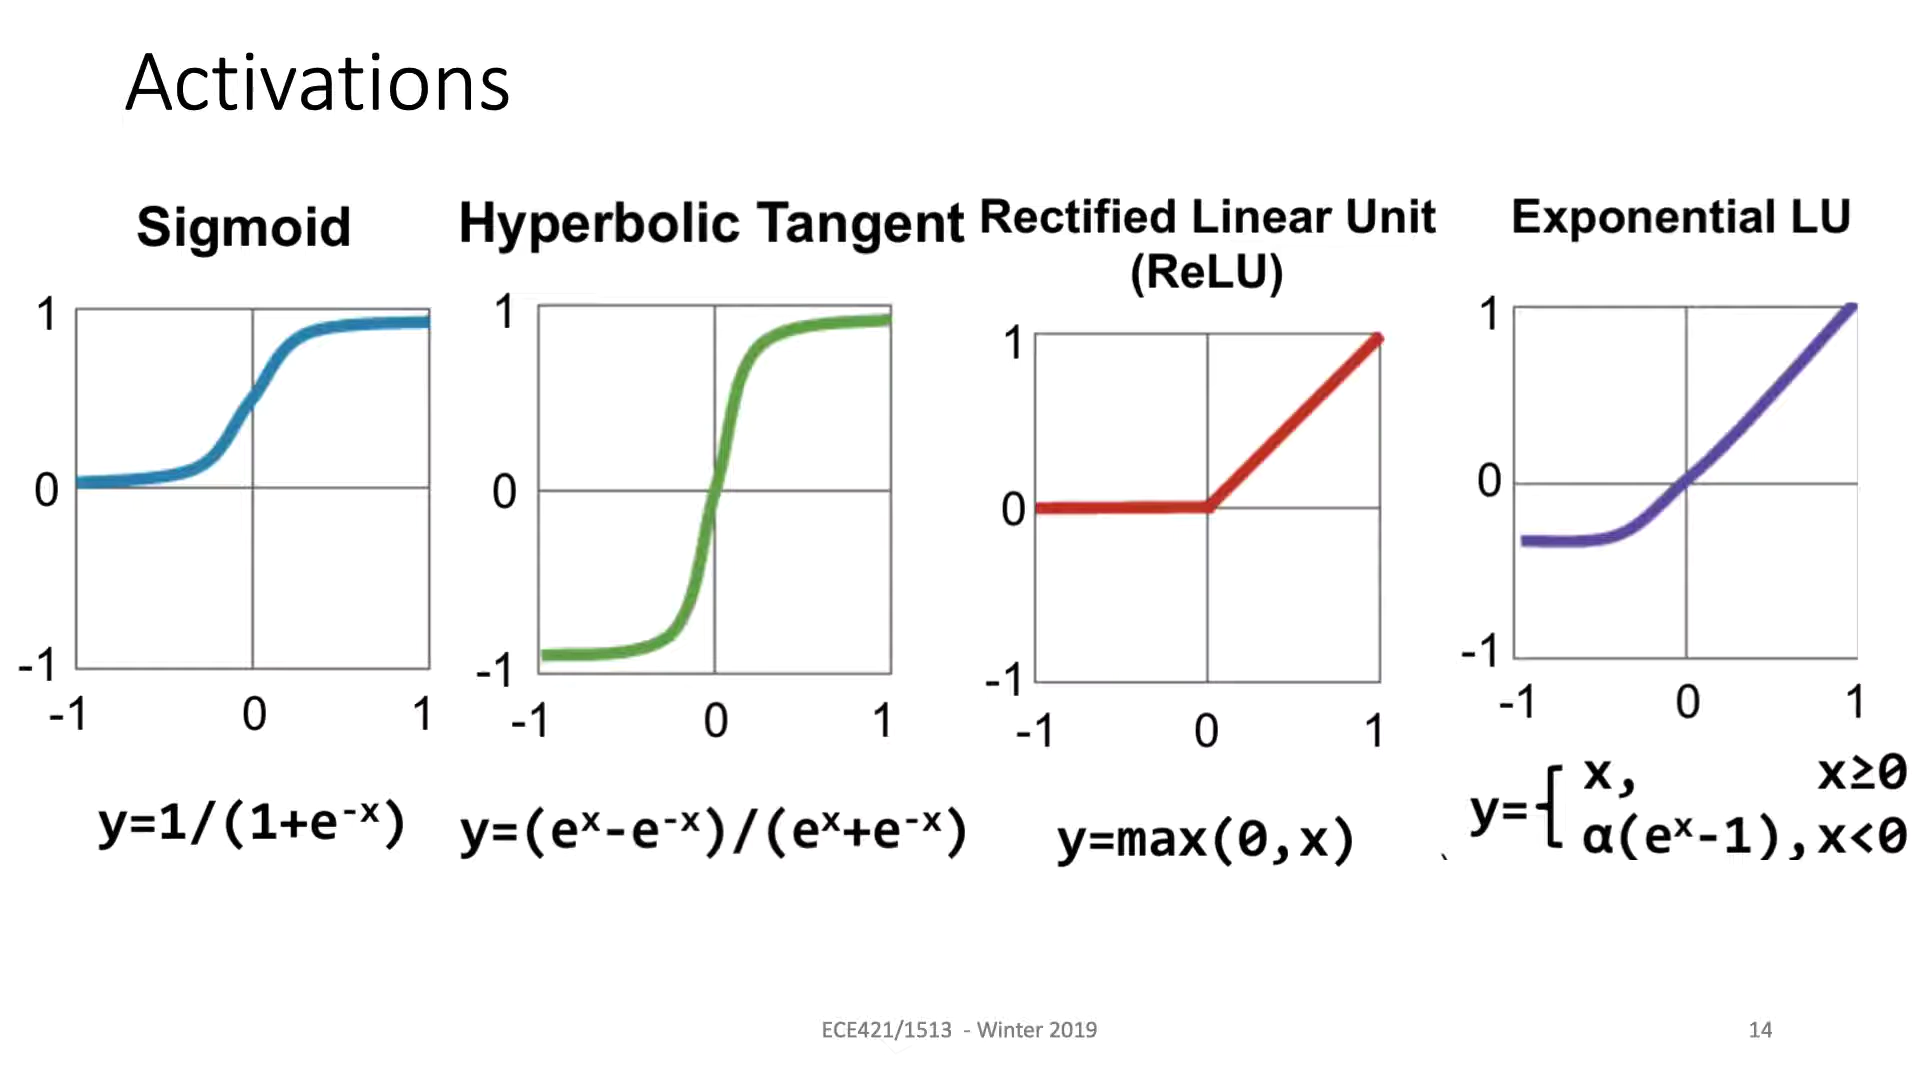 Activations
Sigmoid
1
0
-1
-1 0 1
y=1/(1+e⁻ˣ)
Hyperbolic Tangent
1
0
-1
-1 0 1
y=(eˣ-e⁻ˣ)/(eˣ+e⁻ˣ)
Rectified Linear Unit
(ReLU)
1
0
-1
-1 0 1
y=max(0,x)
Exponential LU
1
0
-1
-1 0 1
y={ x, x≥0
α(eˣ-1), x<0
ECE421/1513 - Winter 2019
14